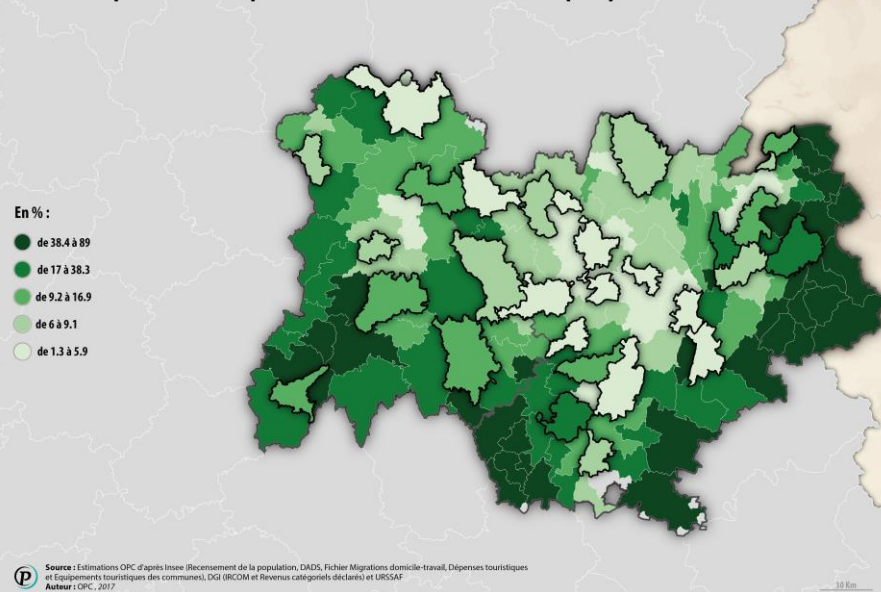 En % :
de 38.4 à 89
de 17 à 38.3
de 9.2 à 16.9
de 6 à 9.1
de 1.3 à 5.9
P
Source : Estimations OPC d'après Insee (Recensement de la population, DADS, Fichier Migrations domicile-travail, Dépenses touristiques
et Equipements touristiques des communes), DGI (IRCOM et Revenus catégoriels déclarés) et URSSAF
Auteur : OPC , 2017
30 Km